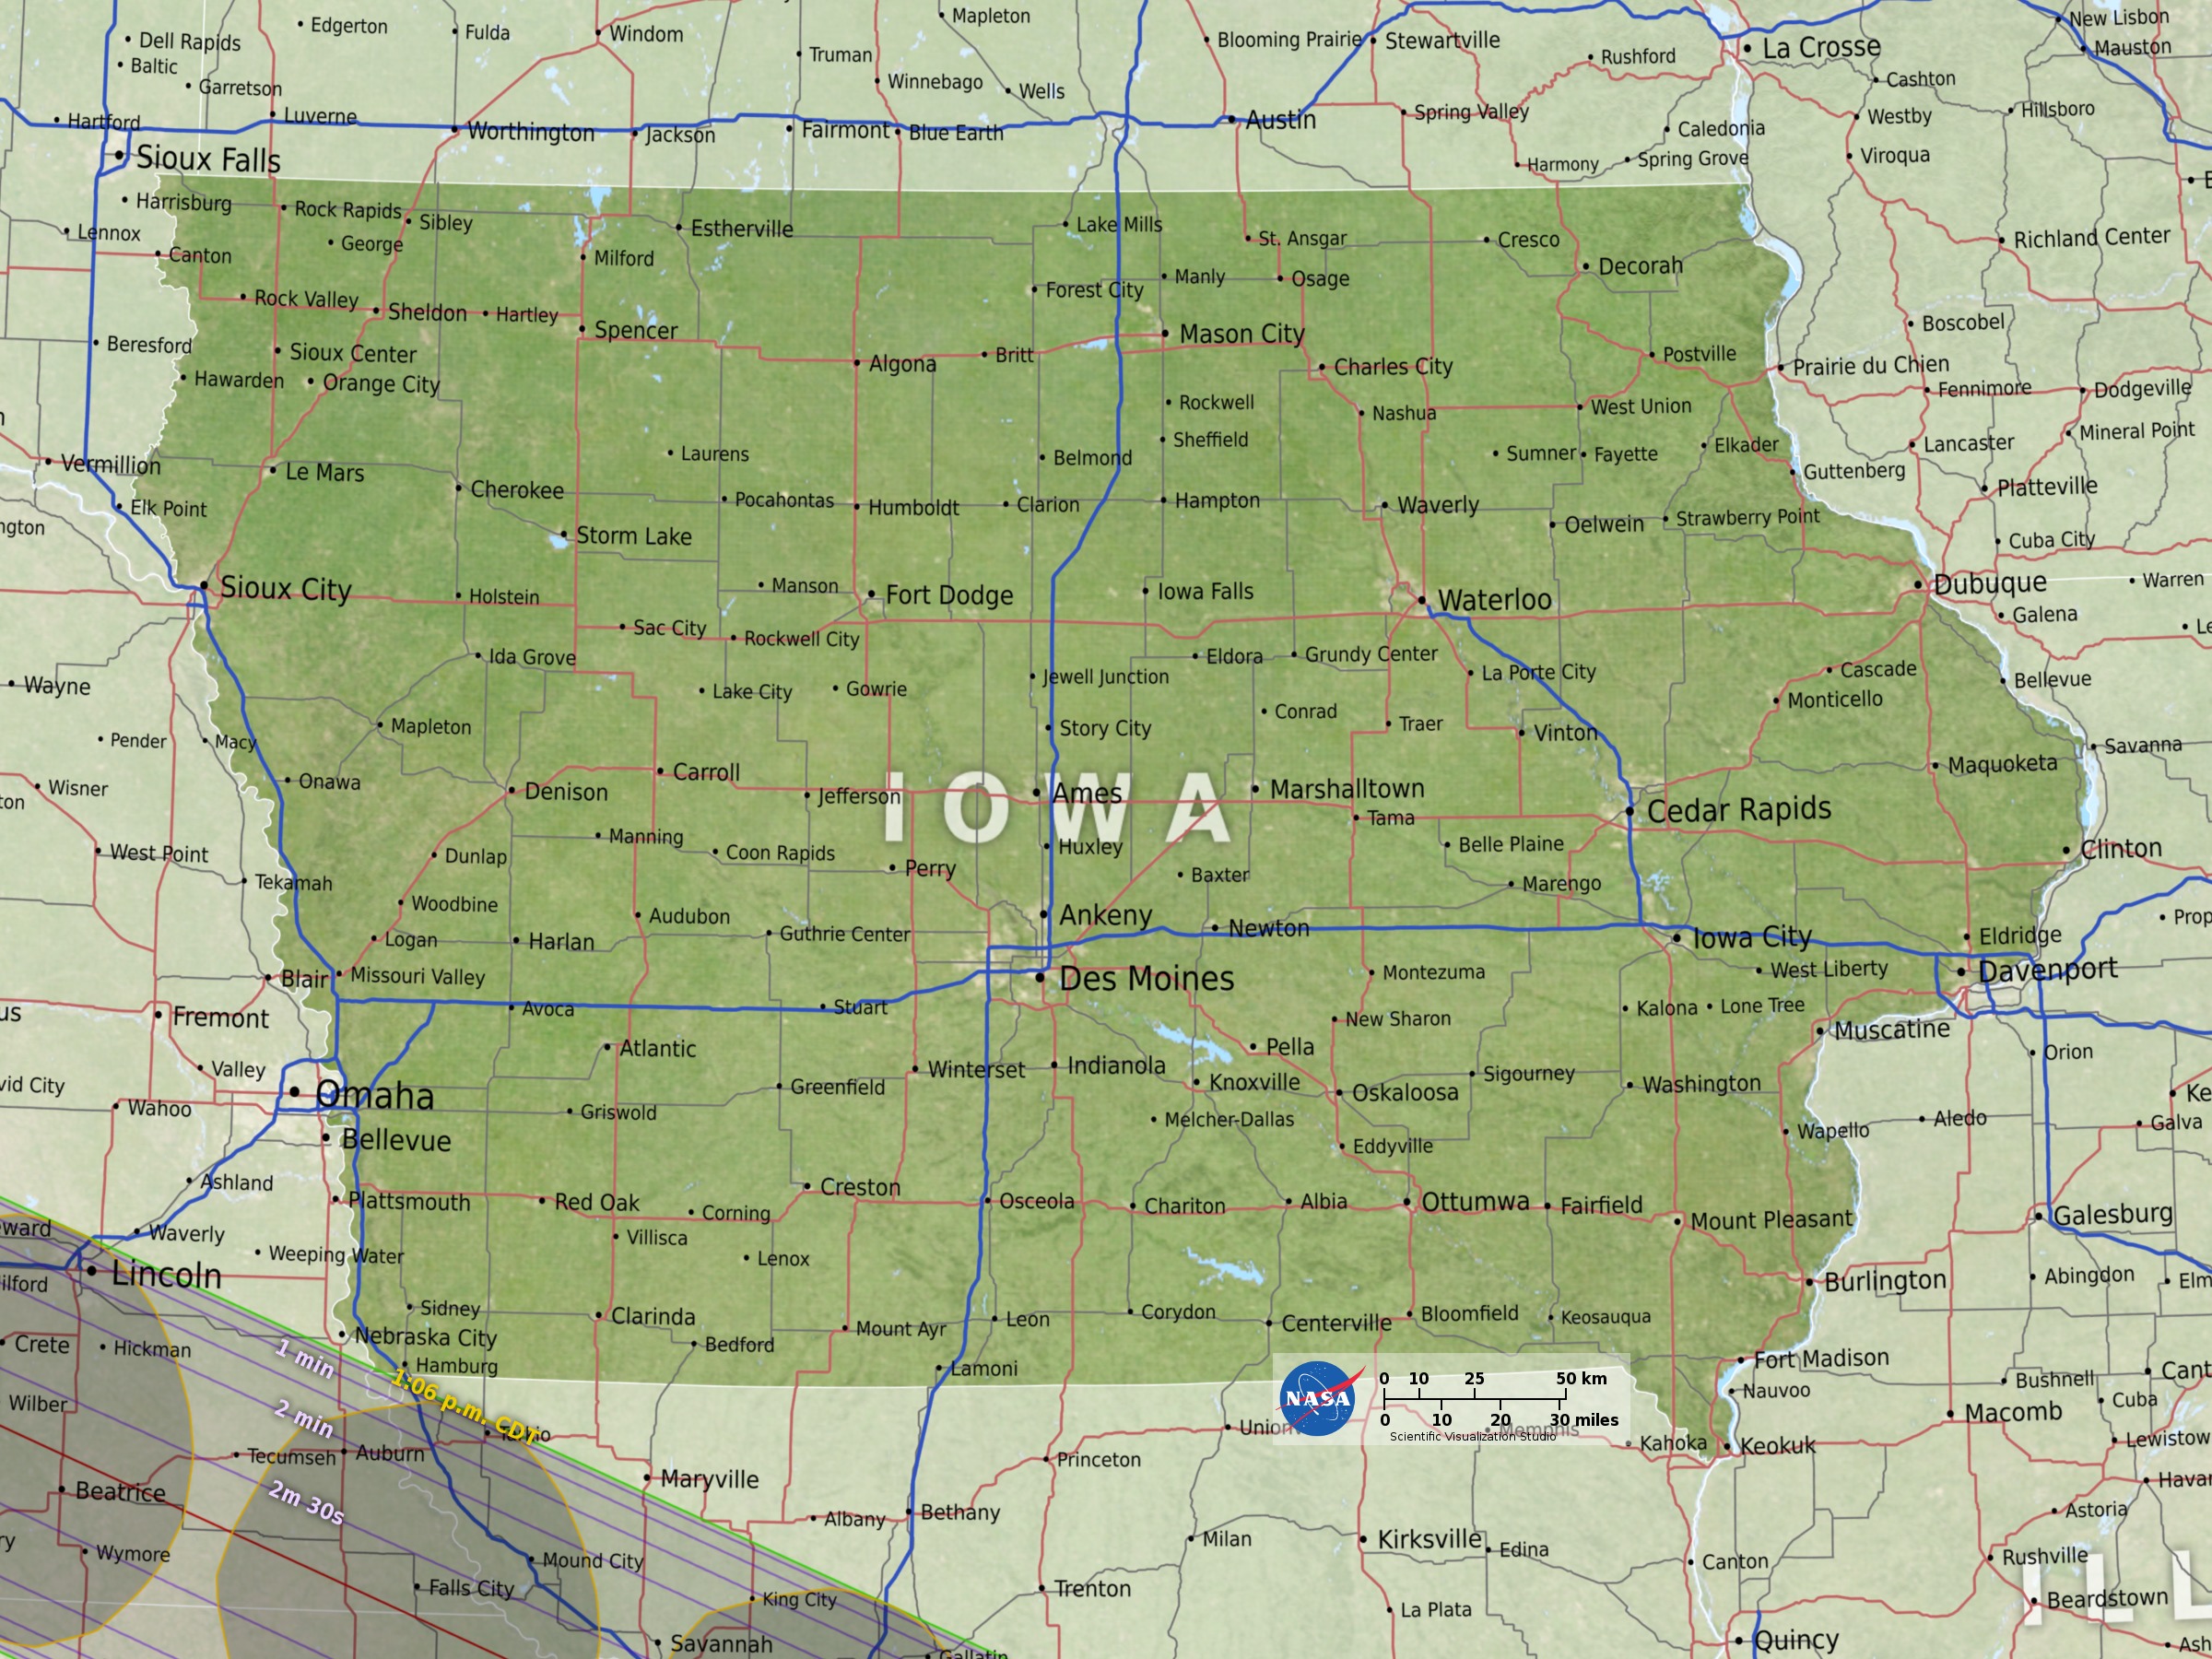 Mapleton
New Lisbon
Edgerton
Fulda
Windom
Dell Rapids
Truman
Blooming Prairie
Stewartville
La Crosse
Mauston
Baltic
Rushford
Garretson
Winnebago
Wells
Cashton
Hartford
Luverne
Worthington
Jackson
Fairmont
Blue Earth
Austin
Spring Valley
Westby
Hillsboro
Caledonia
Sioux Falls
Harmony
Spring Grove
Viroqua
Harrisburg
Rock Rapids
Sibley
Estherville
Lake Mills
St. Ansgar
Cresco
Richland Center
Lennox
George
Canton
Milford
Manly
Osage
Decorah
Rock Valley
Sheldon
Hartley
Forest City
Spencer
Mason City
Boscobel
Beresford
Sioux Center
Algona
Britt
Charles City
Postville
Prairie du Chien
Hawarden
Orange City
Rockwell
Nashua
West Union
Fennimore
Dodgeville
Sheffield
Elkader
Lancaster
Mineral Point
Vermillion
Le Mars
Laurens
Belmond
Sumner
Fayette
Guttenberg
Cherokee
Pocahontas
Humboldt
Clarion
Hampton
Waverly
Platteville
Elk Point
Oelwein
Strawberry Point
ngton
Storm Lake
Cuba City
Sioux City
Holstein
Manson
Fort Dodge
Iowa Falls
Waterloo
Dubuque
Warren
Galena
Sac City
Rockwell City
Le
Ida Grove
Eldora
Grundy Center
Wayne
Lake City
Gowrie
Jewell Junction
La Porte City
Cascade
Bellevue
Monticello
Mapleton
Story City
Conrad
Traer
Vinton
Pender
Macy
Savanna
Wisner
Onawa
Denison
Carroll
Jefferson
Ames
Marshalltown
Maquoketa
ton
IOWA
Tama
Cedar Rapids
Manning
Coon Rapids
Huxley
Belle Plaine
Clinton
West Point
Dunlap
Perry
Baxter
Marengo
Tekamah
Woodbine
Audubon
Ankeny
Prop
Logan
Harlan
Guthrie Center
Newton
Iowa City
Eldridge
Blair
Missouri Valley
Des Moines
Montezuma
West Liberty
Davenport
us
Fremont
Avoca
Stuart
New Sharon
Kalona
Lone Tree
Muscatine
Valley
Atlantic
Winterset
Indianola
Pella
Orion
vid City
Omaha
Greenfield
Knoxville
Oskaloosa
Sigourney
Washington
Ke
Wahoo
Griswold
Melcher-Dallas
Aledo
Galva
Bellevue
Eddyville
Wapello
Ashland
Plattsmouth
Red Oak
Corning
Creston
Osceola
Chariton
Albia
Ottumwa
Fairfield
Mount Pleasant
Galesburg
eward
Waverly
Weeping Water
Villisca
Lenox
Lincoln
ilford
Burlington
Abingdon
Elm
Sidney
Clarinda
Mount Ayr
Leon
Corydon
Centerville
Bloomfield
Keosauqua
Crete
Hickman
Nebraska City
Bedford
1 min
Hamburg
Lamoni
Fort Madison
Bushnell
Cant
1:06 p.m. CDT
NASA
0 10 25 50 km
0 10 20 30 miles
Scientific Visualization Studio
Nauvoo
Cuba
Wilber
2 min
Tarkio
Union
Memphis
Kahoka
Keokuk
Macomb
Lewistow
Tecumseh
Auburn
Maryville
Princeton
Havan
Beatrice
2m 30s
Albany
Bethany
Astoria
ry
Wymore
Mound City
Milan
Kirksville
Edina
Canton
Rushville
Falls City
King City
Trenton
La Plata
ILL
Beardstown
Savannah
Gallatin
Quincy
Ash